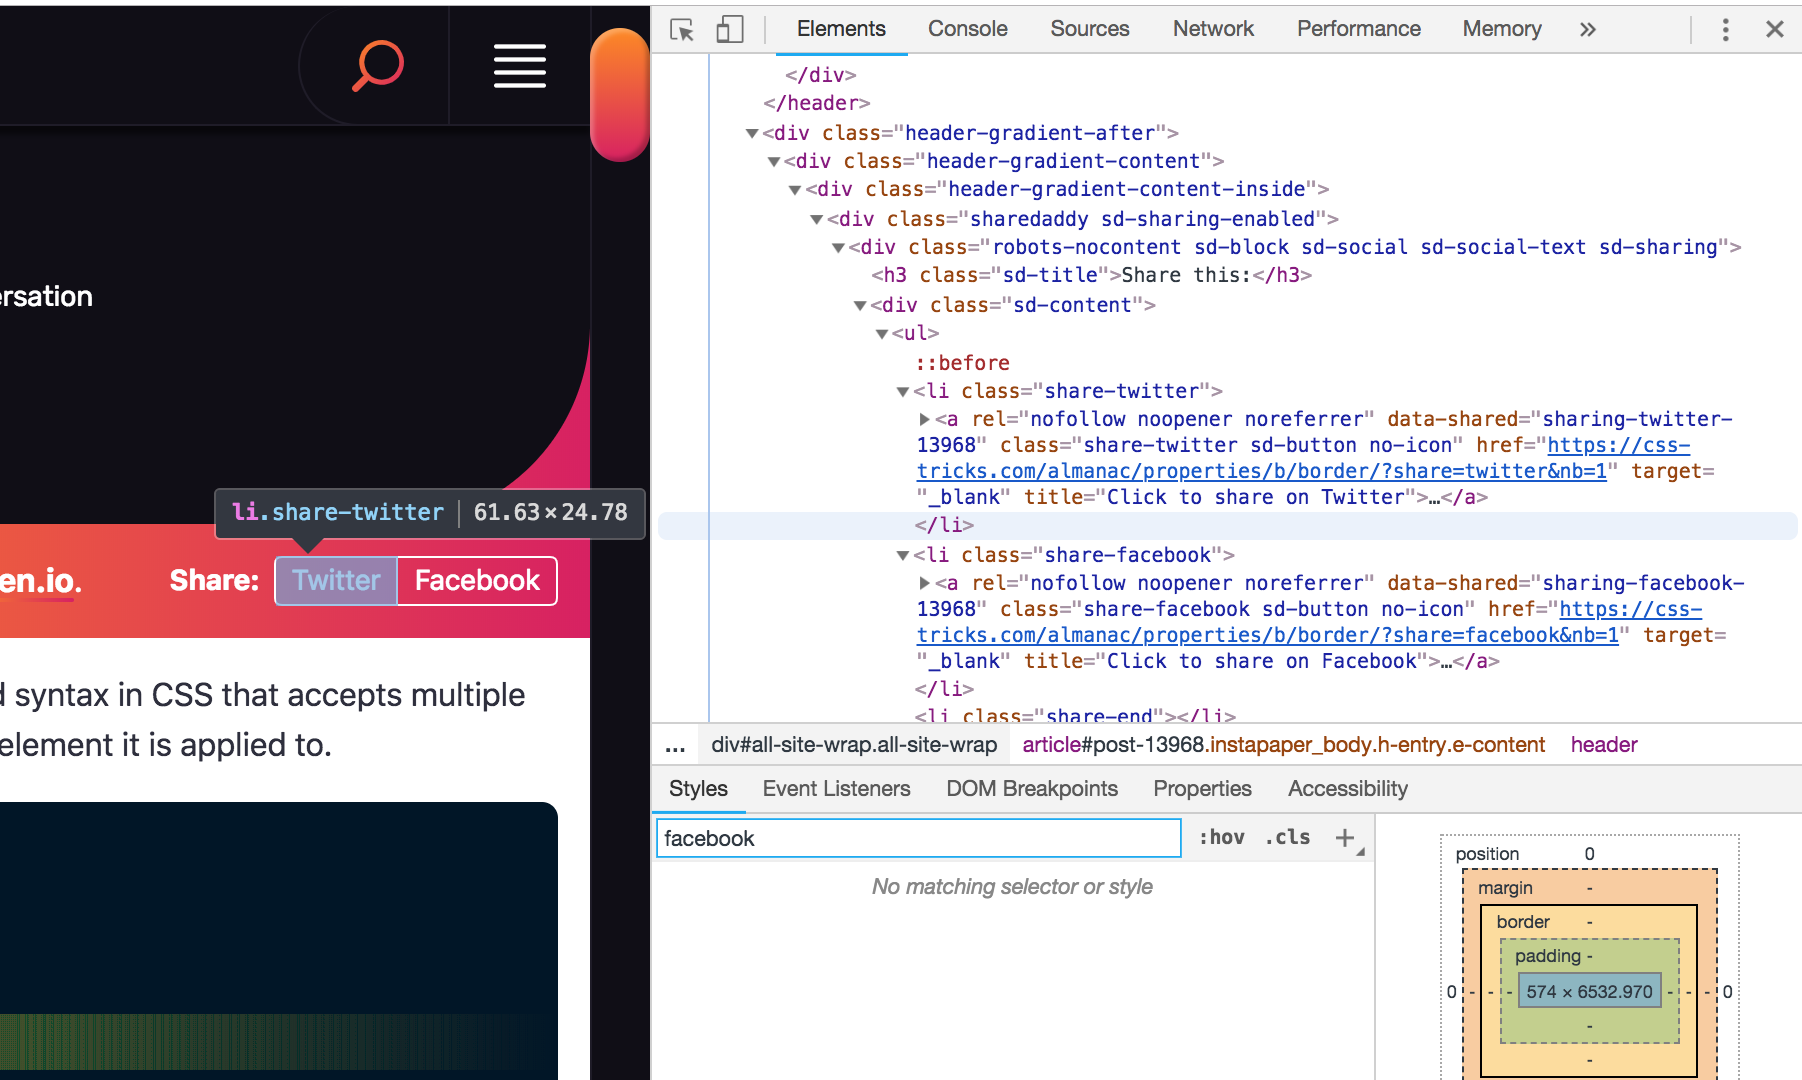 ersation
li.share-twitter | 61.63×24.78
en.io.
Share:
Twitter
Facebook
syntax in CSS that accepts multiple
element it is applied to.
Elements Console Sources Network Performance Memory »
</div>
</header>
▼<div class="header-gradient-after">
▼<div class="header-gradient-content">
▼<div class="header-gradient-content-inside">
▼<div class="sharedaddy sd-sharing-enabled">
▼<div class="robots-nocontent sd-block sd-social sd-social-text sd-sharing">
<h3 class="sd-title">Share this:</h3>
▼<div class="sd-content">
▼<ul>
::before
▼<li class="share-twitter">
▶<a rel="nofollow noopener noreferrer" data-shared="sharing-twitter-
13968" class="share-twitter sd-button no-icon" href="https://css-
tricks.com/almanac/properties/b/border/?share=twitter&nb=1" target=
"_blank" title="Click to share on Twitter">…</a>
</li>
▼<li class="share-facebook">
▶<a rel="nofollow noopener noreferrer" data-shared="sharing-facebook-
13968" class="share-facebook sd-button no-icon" href="https://css-
tricks.com/almanac/properties/b/border/?share=facebook&nb=1" target=
"_blank" title="Click to share on Facebook">…</a>
</li>
<li class="share-end"></li>
... div#all-site-wrap.all-site-wrap article#post-13968.instapaper_body.h-entry.e-content header
Styles Event Listeners DOM Breakpoints Properties Accessibility
facebook
:hov .cls +
No matching selector or style
position 0
margin -
border -
padding -
0 - - - 574 × 6532.970 - - - 0
-
-